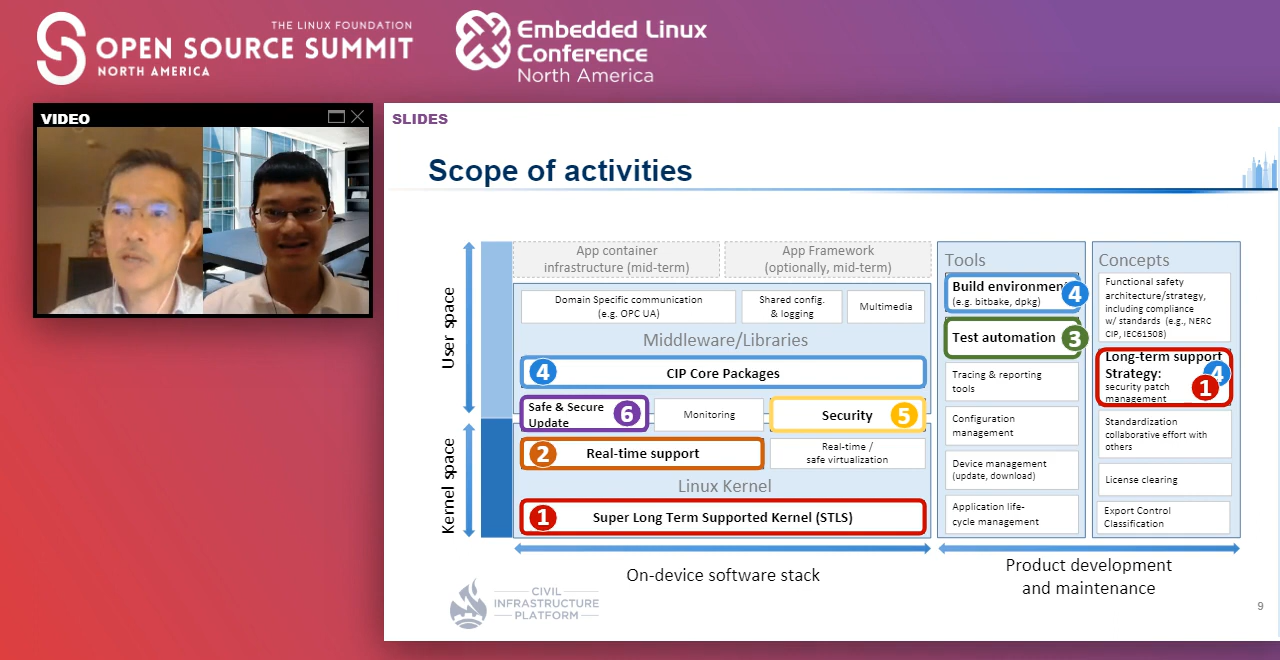 THE LINUX FOUNDATION
OPEN SOURCE SUMMIT
NORTH AMERICA
Embedded Linux
Conference
North America
VIDEO
SLIDES
Scope of activities
User space
Kernel space
App container
infrastructure (mid-term)
App Framework
(optionally, mid-term)
Domain Specific communication
(e.g. OPC UA)
Shared config.
& logging
Multimedia
Middleware/Libraries
4
CIP Core Packages
Safe & Secure
Update
6
Monitoring
Security
5
2
Real-time support
Real-time /
safe virtualization
Linux Kernel
1
Super Long Term Supported Kernel (STLS)
On-device software stack
Tools
Build environment
(e.g. bitbake, dpkg)
4
Test automation
3
Tracing & reporting
tools
Configuration
management
Device management
(update, download)
Application life-
cycle management
Concepts
Functional safety
architecture/strategy,
including compliance
w/ standards (e.g., NERC
CIP, IEC61508)
Long-term support
Strategy:
security patch
management
4
1
Standardization
collaborative effort with
others
License clearing
Export Control
Classification
Product development
and maintenance
CIVIL
INFRASTRUCTURE
PLATFORM
9